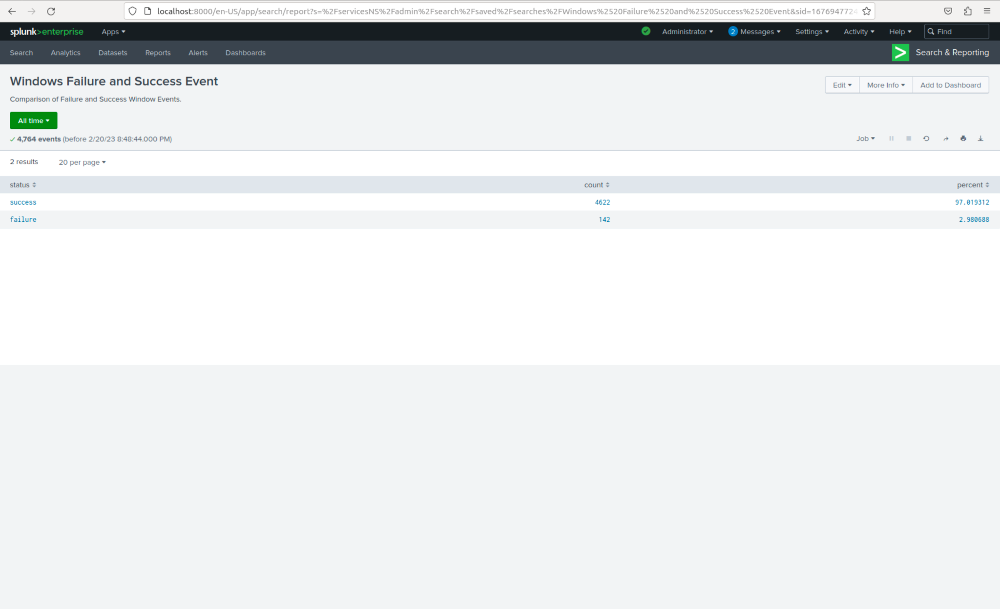 localhost:8000/en-US/app/search/report?s=%2FservicesNS%2Fadmin%2Fsearch%2Fsaved%2Fsearches%2FWindows%2520Failure%2520and%2520Success%2520Event&sid=1676947724
splunk>enterprise Apps Administrator 2 Messages Settings Activity Help Find
Search Analytics Datasets Reports Alerts Dashboards Search & Reporting
Windows Failure and Success Event
Edit More Info Add to Dashboard
Comparison of Failure and Success Window Events.
All time
4,764 events (before 2/20/23 8:48:44.000 PM) Job
2 results 20 per page
status count percent
success 4622 97.019312
failure 142 2.980688